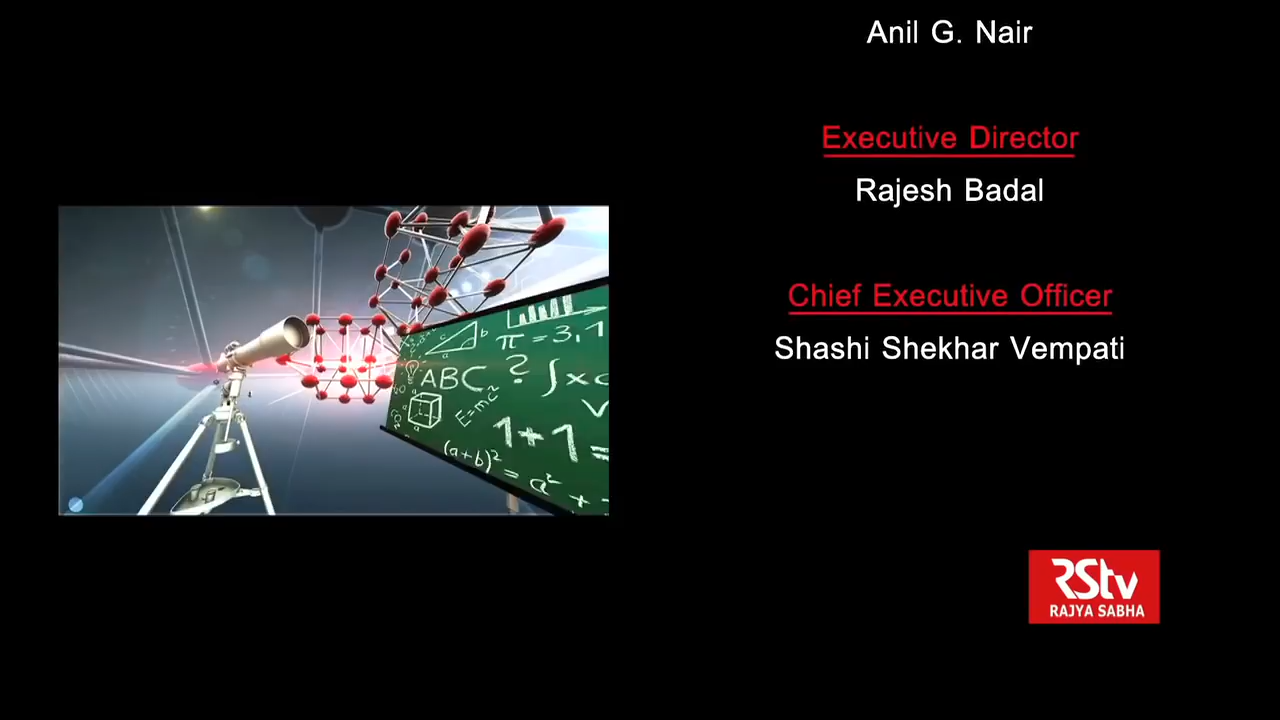 Anil G. Nair
Executive Director
Rajesh Badal
Chief Executive Officer
Shashi Shekhar Vempati
π = 3,1
ABC
?
E=mc²
1+1=
(a+b)² = a² +
RStv
RAJYA SABHA